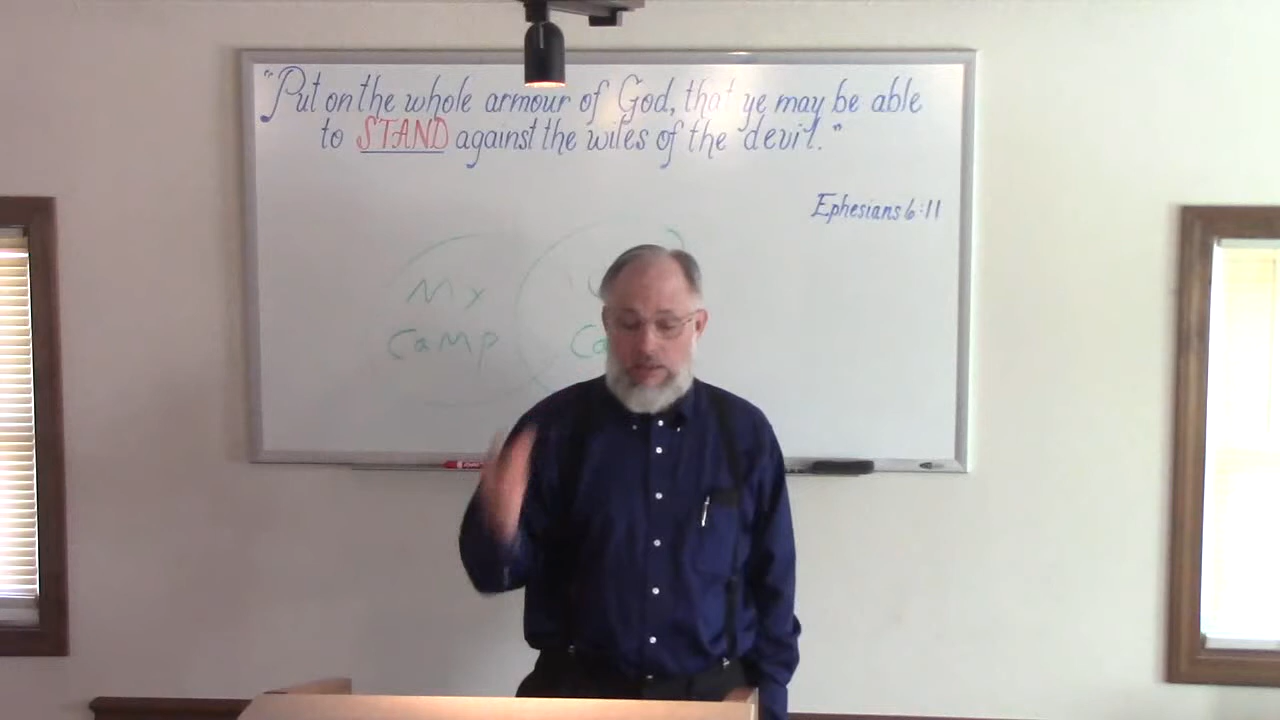 "Put on the whole armour of God, that ye may be able
to STAND against the wiles of the devil."
Ephesians 6:11
My
Camp